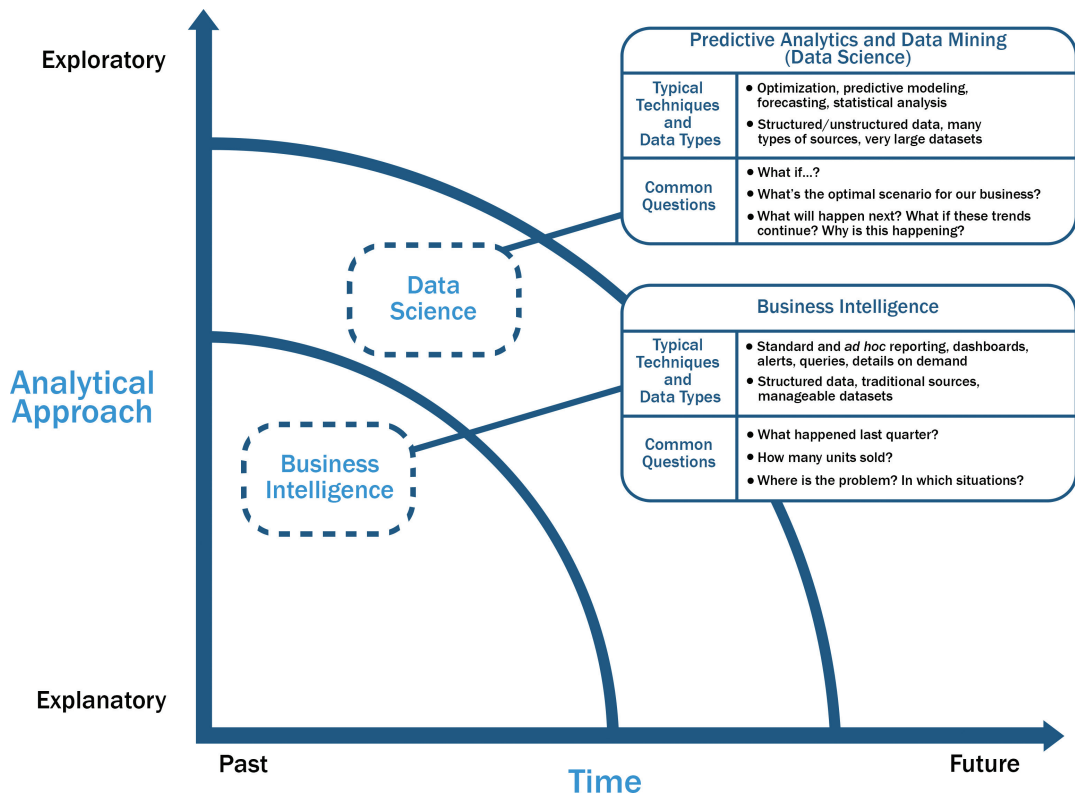 Exploratory
Analytical
Approach
Explanatory
Past
Time
Future
Data
Science
Business
Intelligence
Predictive Analytics and Data Mining
(Data Science)
Typical
Techniques
and
Data Types
• Optimization, predictive modeling,
forecasting, statistical analysis
• Structured/unstructured data, many
types of sources, very large datasets
Common
Questions
• What if...?
• What's the optimal scenario for our business?
• What will happen next? What if these trends
continue? Why is this happening?
Business Intelligence
Typical
Techniques
and
Data Types
• Standard and ad hoc reporting, dashboards,
alerts, queries, details on demand
• Structured data, traditional sources,
manageable datasets
Common
Questions
• What happened last quarter?
• How many units sold?
• Where is the problem? In which situations?